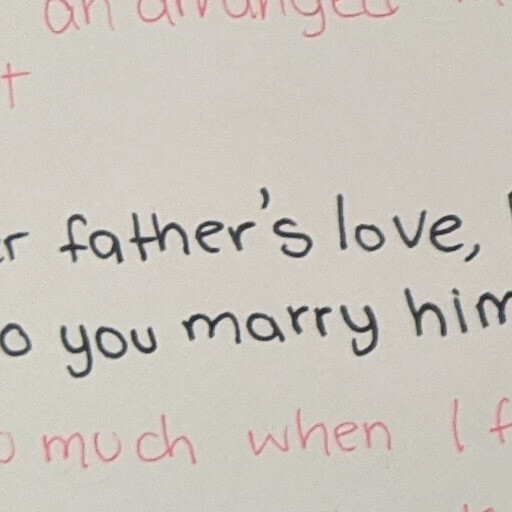 an arranged
t
r father's love,
o you marry him
o much when I f